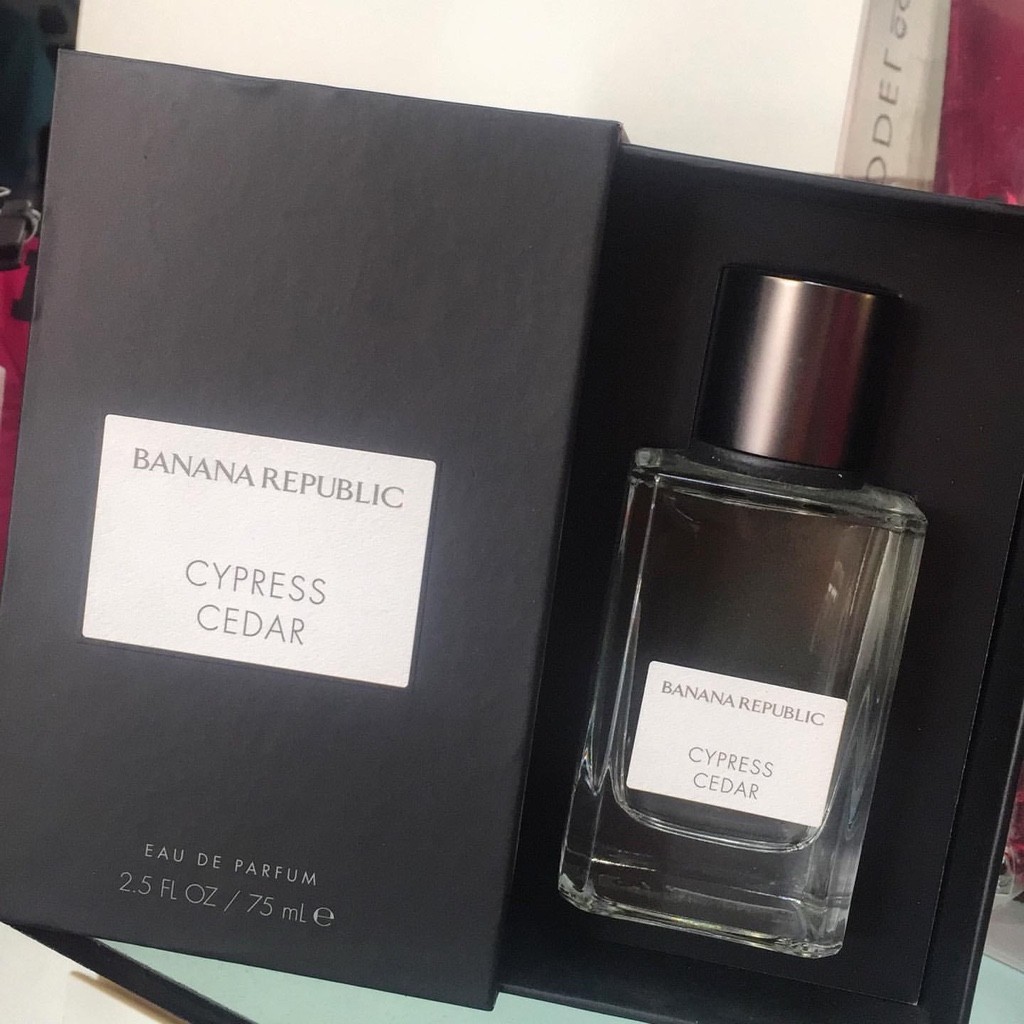 BANANA REPUBLIC
CYPRESS
CEDAR
EAU DE PARFUM
2.5 FL OZ / 75 mL ℮
BANANA REPUBLIC
CYPRESS
CEDAR